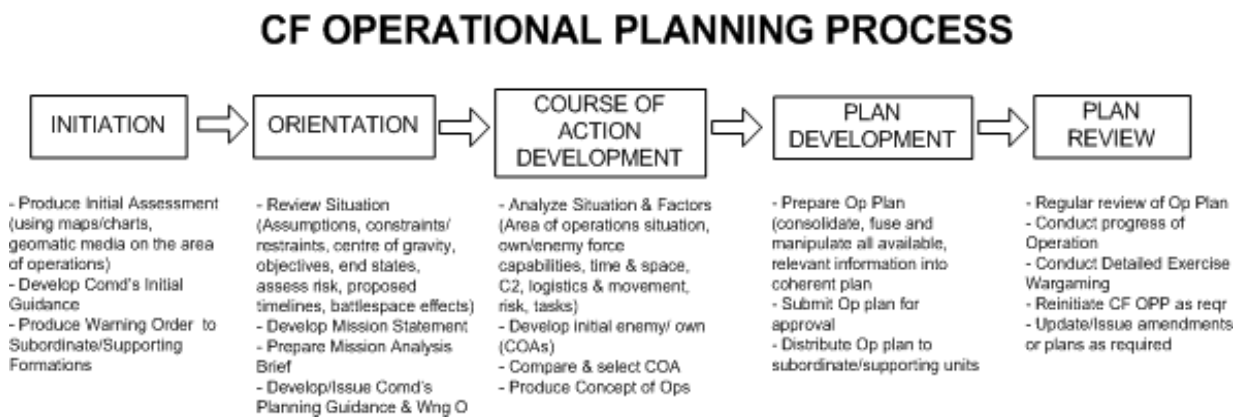 CF OPERATIONAL PLANNING PROCESS
INITIATION
- Produce Initial Assessment
(using maps/charts,
geomatic media on the area
of operations)
- Develop Comd's Initial
Guidance
- Produce Warning Order to
Subordinate/Supporting
Formations
ORIENTATION
- Review Situation
(Assumptions, constraints/
restraints, centre of gravity,
objectives, end states,
assess risk, proposed
timelines, battlespace effects)
- Develop Mission Statement
- Prepare Mission Analysis
Brief
- Develop/Issue Comd's
Planning Guidance & Wng O
COURSE OF
ACTION
DEVELOPMENT
- Analyze Situation & Factors
(Area of operations situation,
own/enemy force
capabilities, time & space,
C2, logistics & movement,
risk, tasks)
- Develop initial enemy/ own
(COAs)
- Compare & select COA
- Produce Concept of Ops
PLAN
DEVELOPMENT
- Prepare Op Plan
(consolidate, fuse and
manipulate all available,
relevant information into
coherent plan
- Submit Op plan for
approval
- Distribute Op plan to
subordinate/supporting units
PLAN
REVIEW
- Regular review of Op Plan
- Conduct progress of
Operation
- Conduct Detailed Exercise
Wargaming
- Reinitiate CF OPP as reqr
- Update/Issue amendments
or plans as required